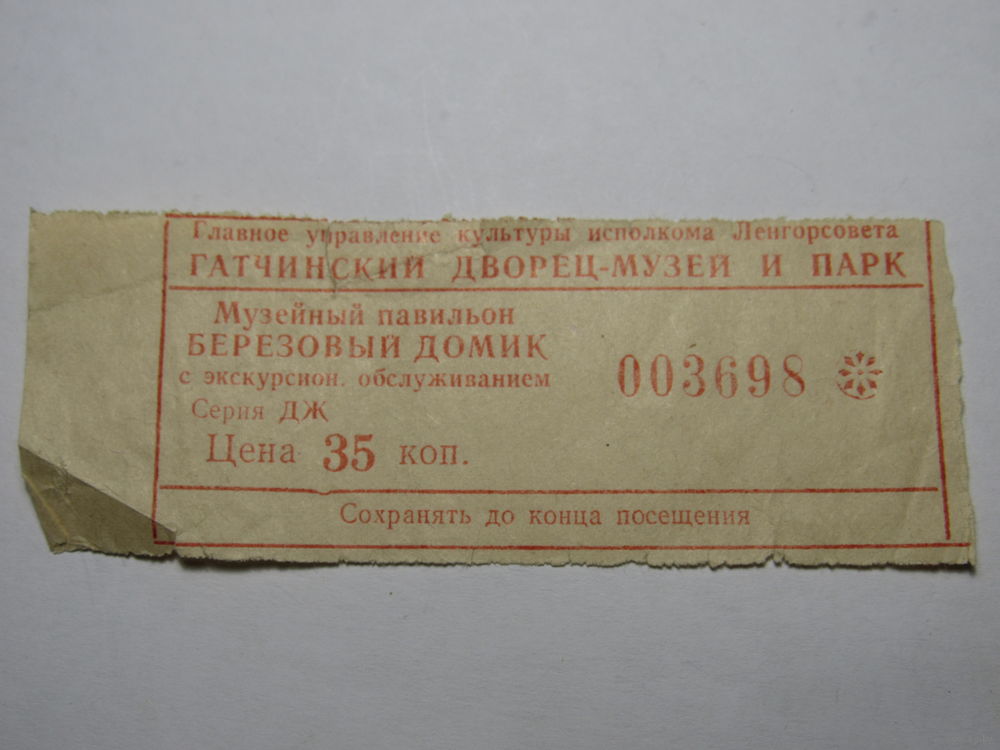 Главное управление культуры исполкома Ленгорсовета
ГАТЧИНСКИЙ ДВОРЕЦ-МУЗЕЙ И ПАРК
Музейный павильон
БЕРЕЗОВЫЙ ДОМИК
с экскурсион. обслуживанием
003698
Серия ДЖ
Цена 35 коп.
Сохранять до конца посещения